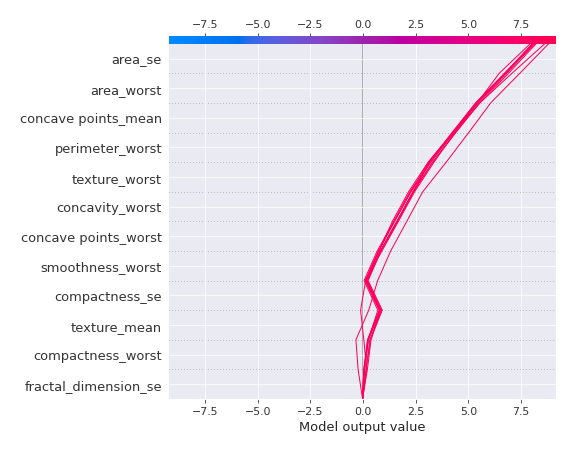 −7.5 −5.0 −2.5 0.0 2.5 5.0 7.5
area_se
area_worst
concave points_mean
perimeter_worst
texture_worst
concavity_worst
concave points_worst
smoothness_worst
compactness_se
texture_mean
compactness_worst
fractal_dimension_se
−7.5 −5.0 −2.5 0.0 2.5 5.0 7.5
Model output value